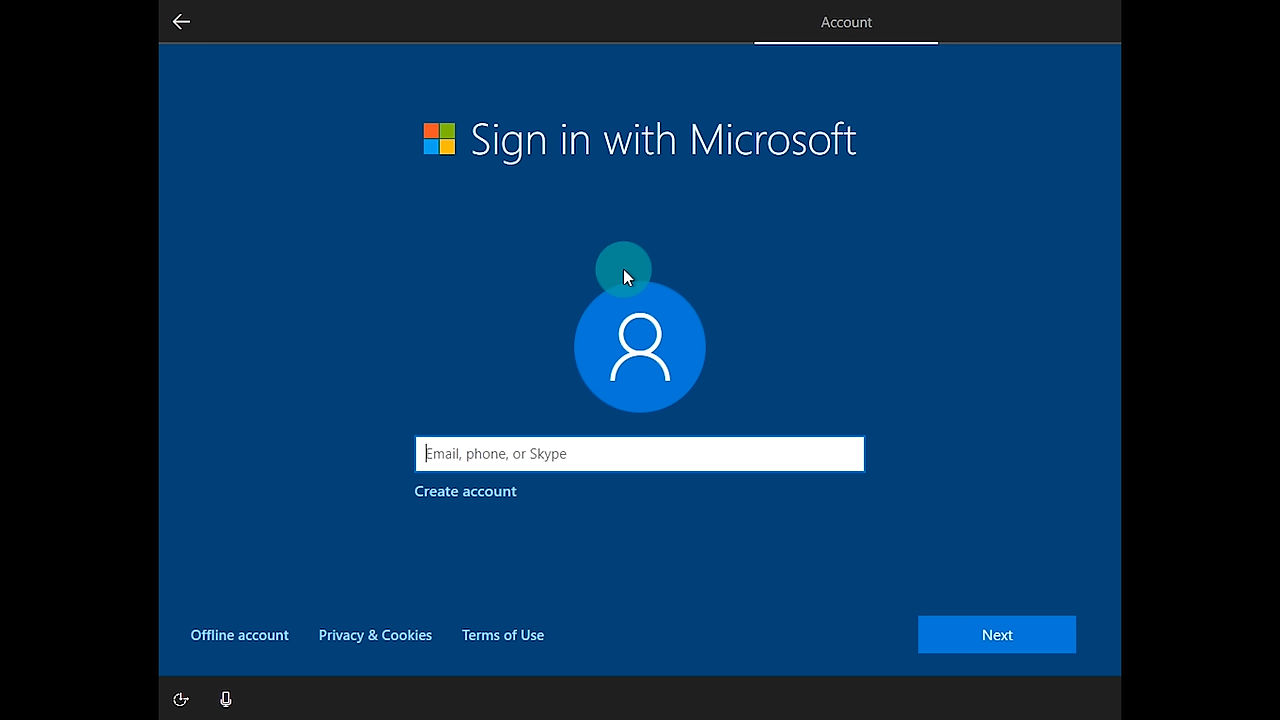 Account
Sign in with Microsoft
Email, phone, or Skype
Create account
Offline account Privacy & Cookies Terms of Use Next